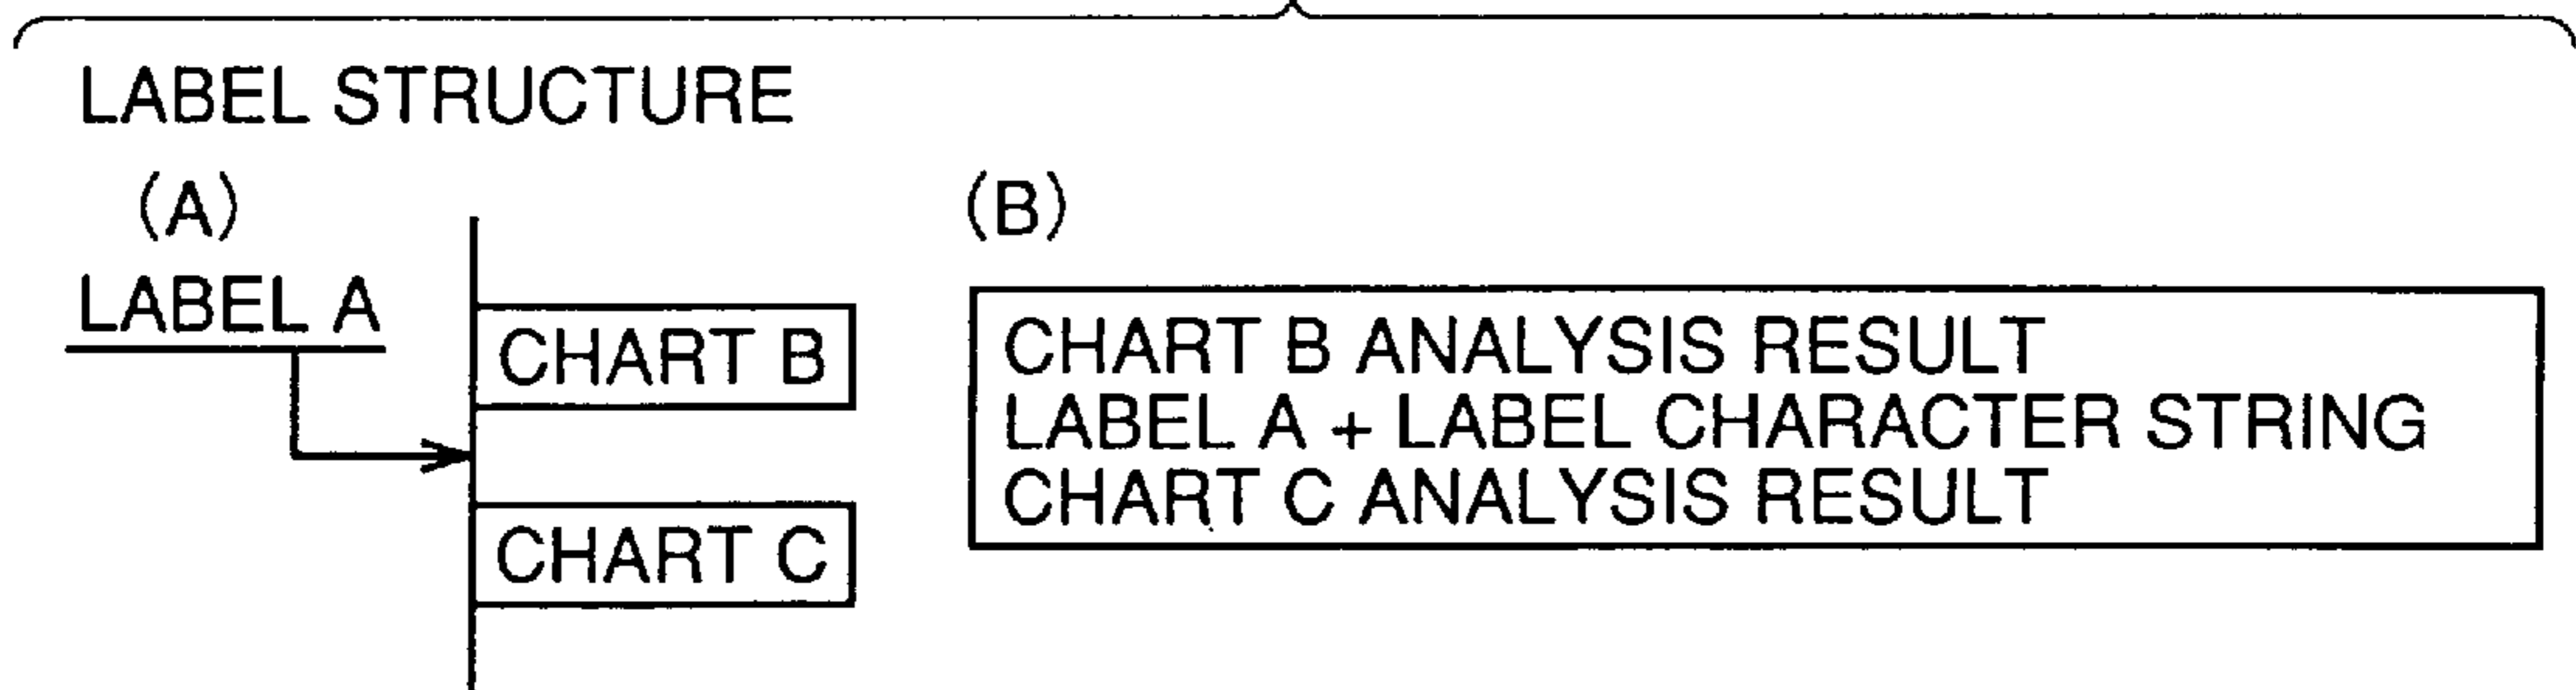 LABEL STRUCTURE
(A)
LABEL A
CHART B
CHART C
(B)
CHART B ANALYSIS RESULT
LABEL A + LABEL CHARACTER STRING
CHART C ANALYSIS RESULT